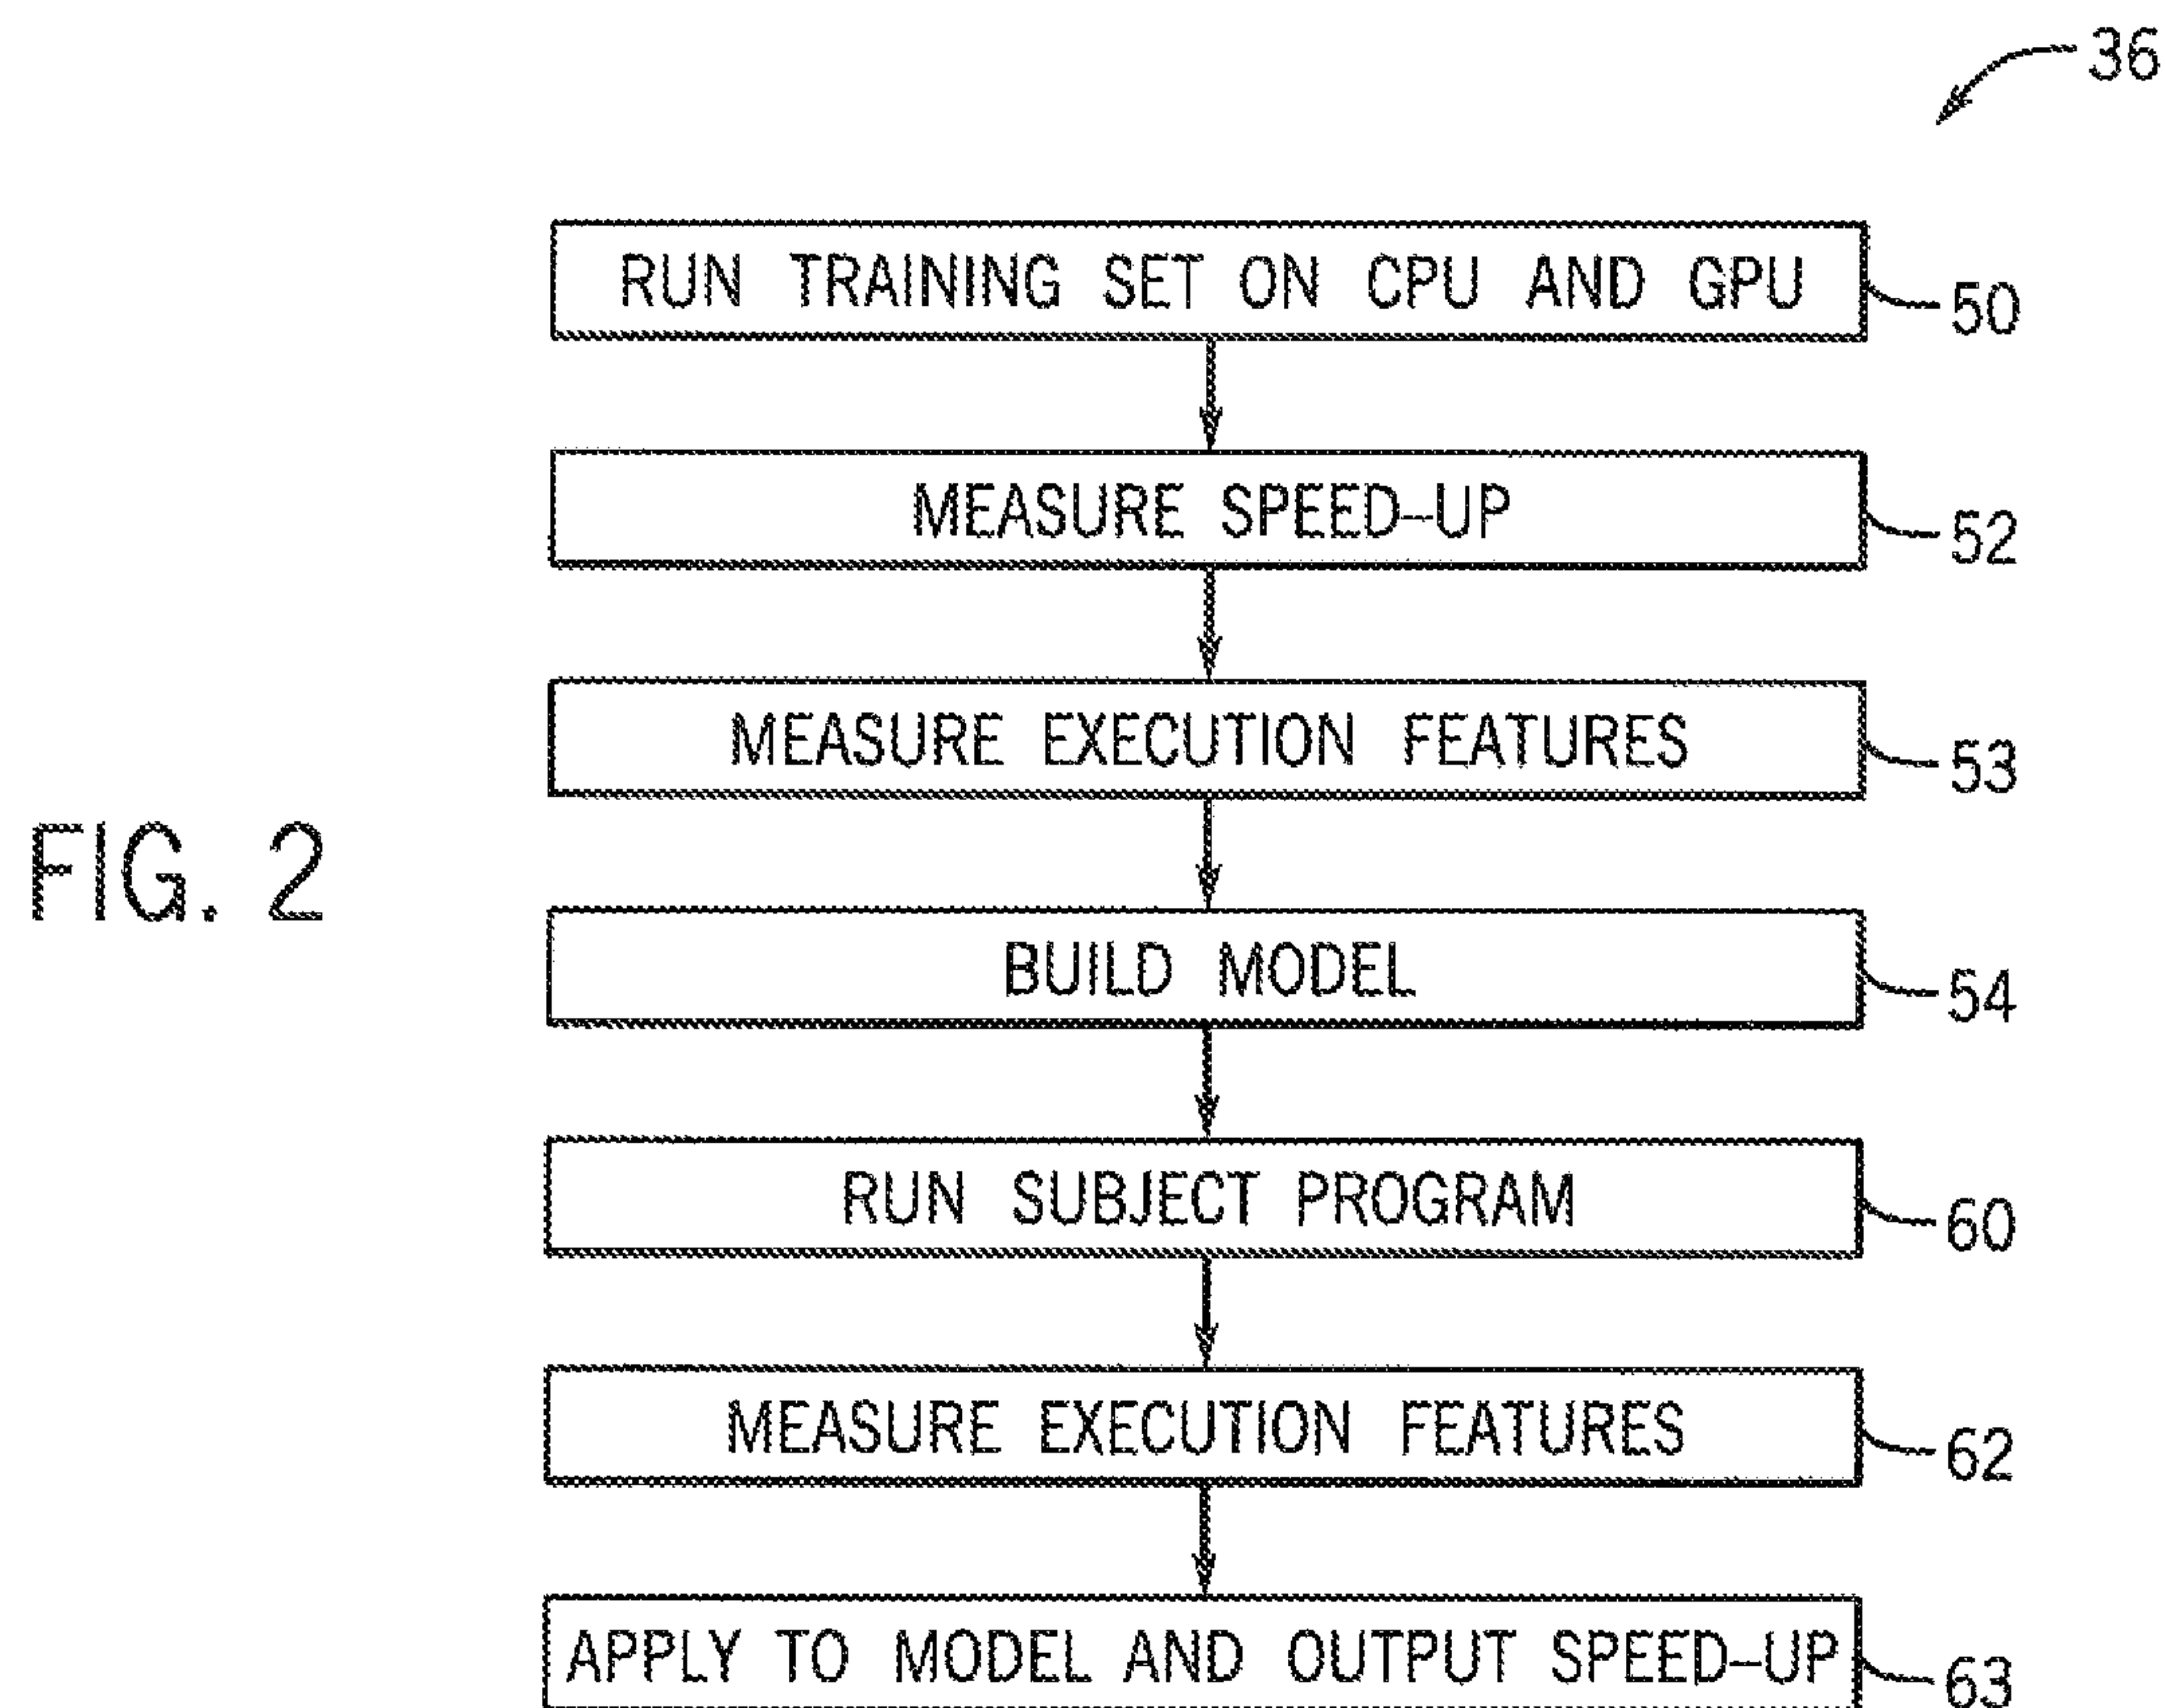 36
RUN TRAINING SET ON CPU AND GPU
50
MEASURE SPEED–UP
52
MEASURE EXECUTION FEATURES
53
FIG. 2
BUILD MODEL
54
RUN SUBJECT PROGRAM
60
MEASURE EXECUTION FEATURES
62
APPLY TO MODEL AND OUTPUT SPEED–UP
63